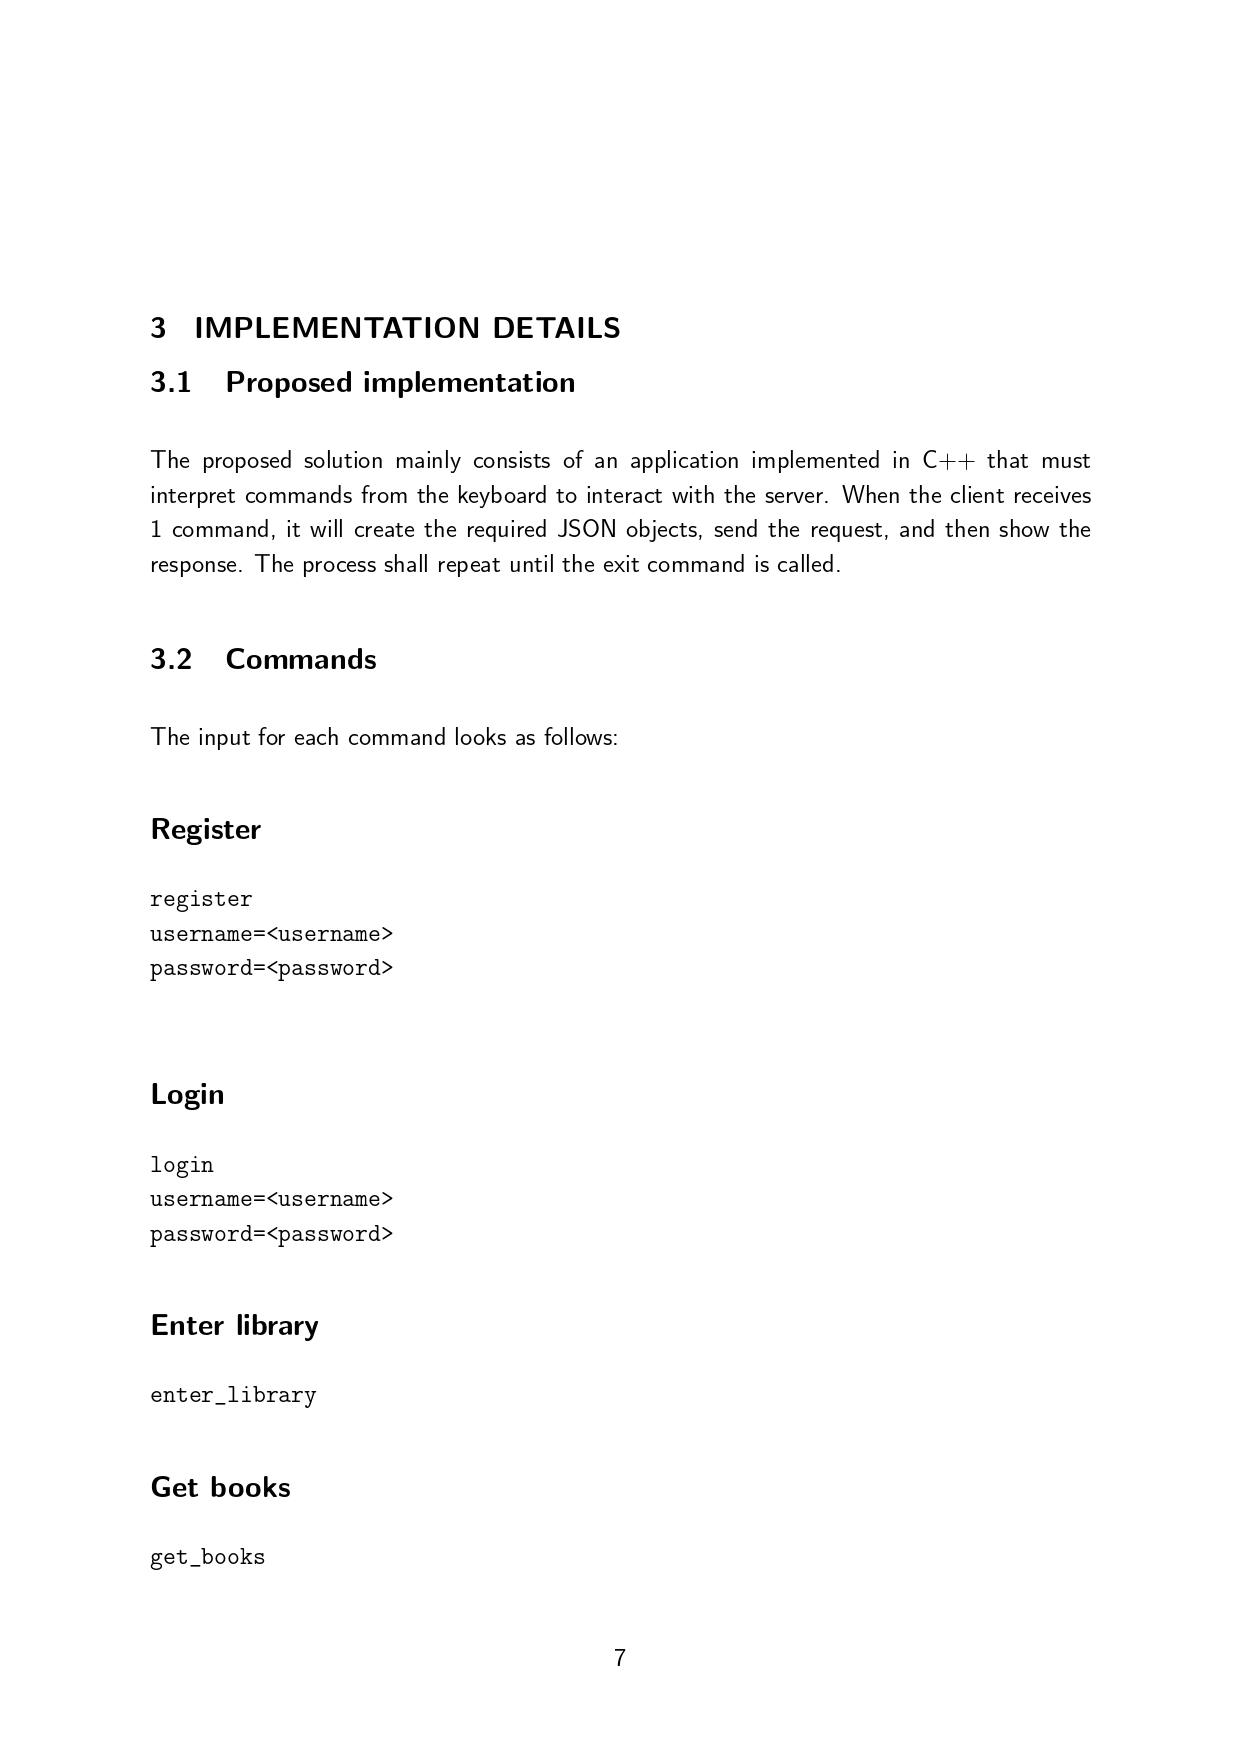 3 IMPLEMENTATION DETAILS
3.1 Proposed implementation
The proposed solution mainly consists of an application implemented in C++ that must
interpret commands from the keyboard to interact with the server. When the client receives
1 command, it will create the required JSON objects, send the request, and then show the
response. The process shall repeat until the exit command is called.
3.2 Commands
The input for each command looks as follows:
Register
register
username=<username>
password=<password>
Login
login
username=<username>
password=<password>
Enter library
enter_library
Get books
get_books
7